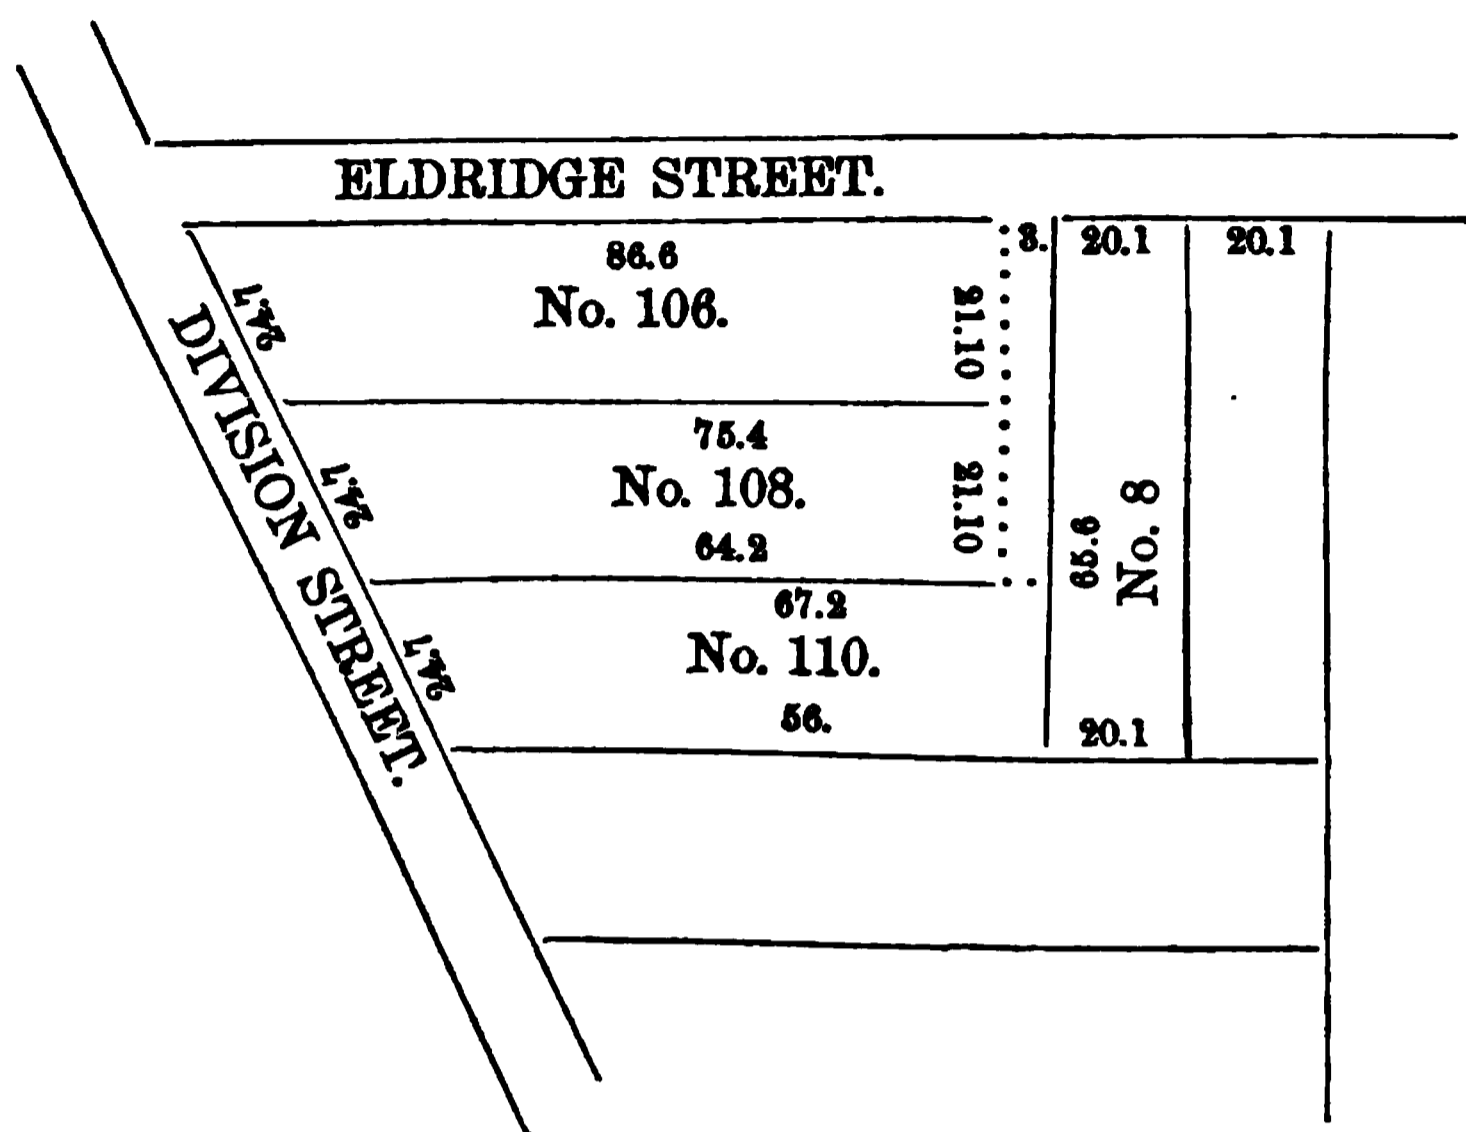 ELDRIDGE STREET.
86.6
3.
20.1
20.1
No. 106.
24.7
21.10
DIVISION STREET.
75.4
No. 108.
24.7
21.10
64.2
65.6
No. 8
67.2
No. 110.
24.7
56.
20.1